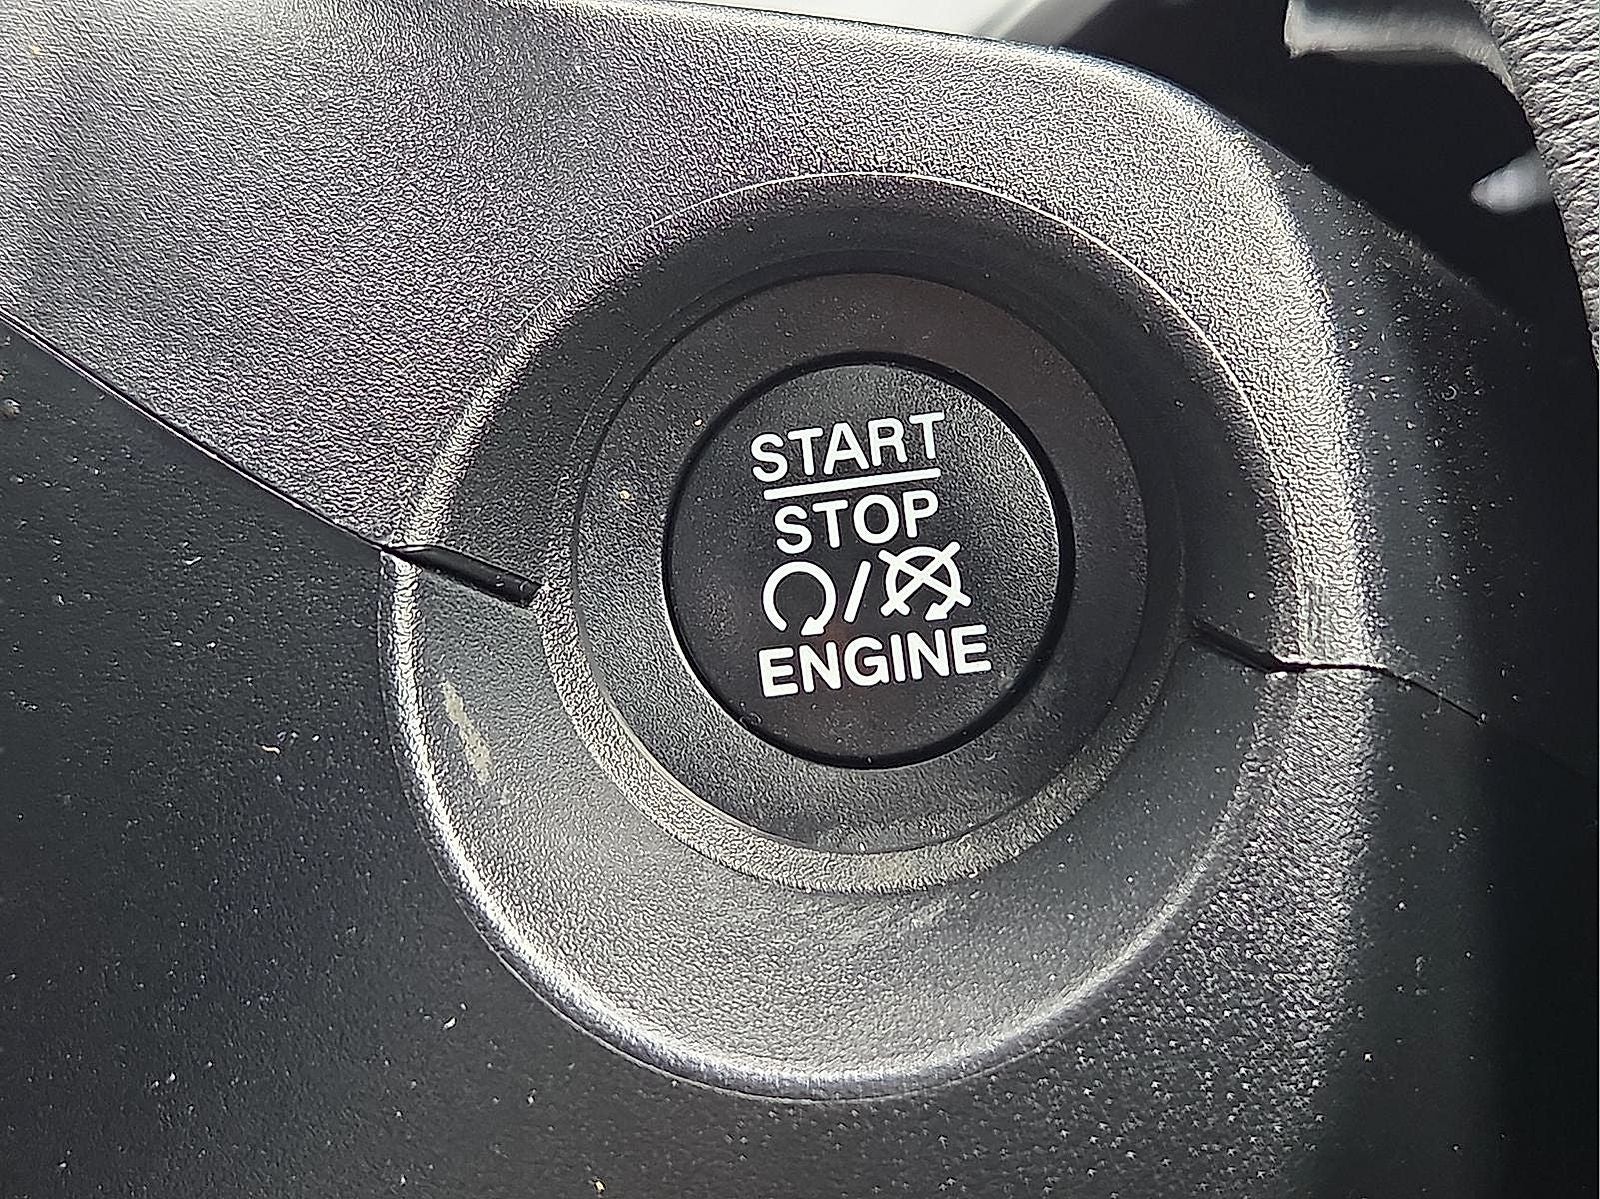 START
STOP
/
ENGINE